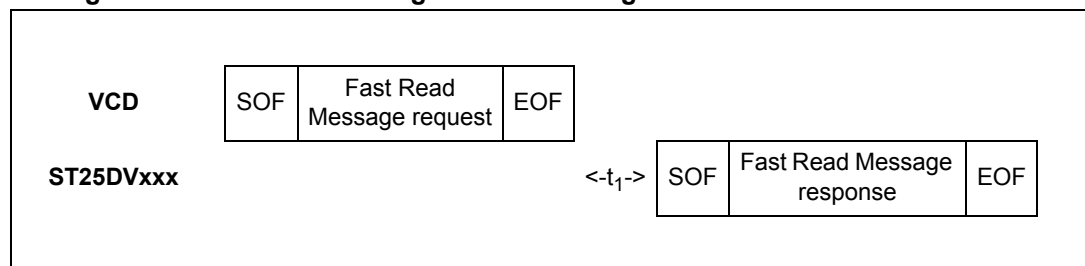 VCD
SOF
Fast Read
Message request
EOF
ST25DVxxx
<-t₁->
SOF
Fast Read Message
response
EOF